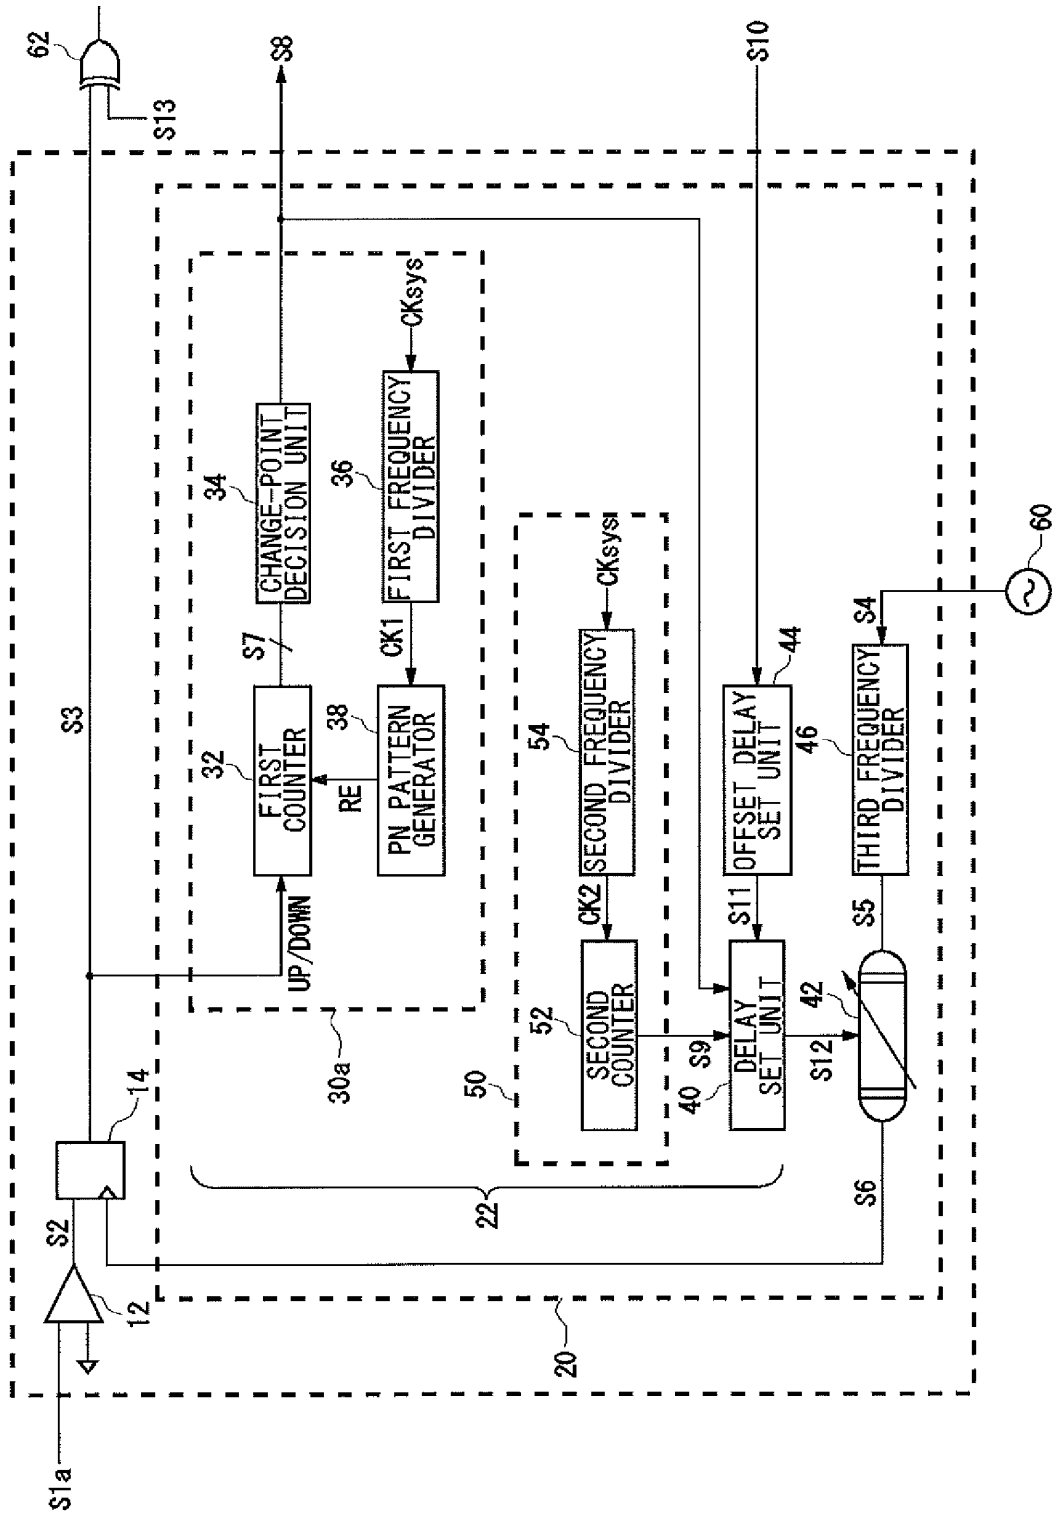 S1a
12
S2
14
S3
62
S13
20
22
30a
UP/DOWN
32
FIRST
COUNTER
S7
34
CHANGE-POINT
DECISION UNIT
S8
RE
38
PN PATTERN
GENERATOR
CK1
36
FIRST FREQUENCY
DIVIDER
CKsys
50
52
SECOND
COUNTER
CK2
54
SECOND FREQUENCY
DIVIDER
CKsys
S9
40
DELAY
SET UNIT
S11
OFFSET DELAY
SET UNIT
44
S10
S12
S6
42
S5
46
THIRD FREQUENCY
DIVIDER
S4
60